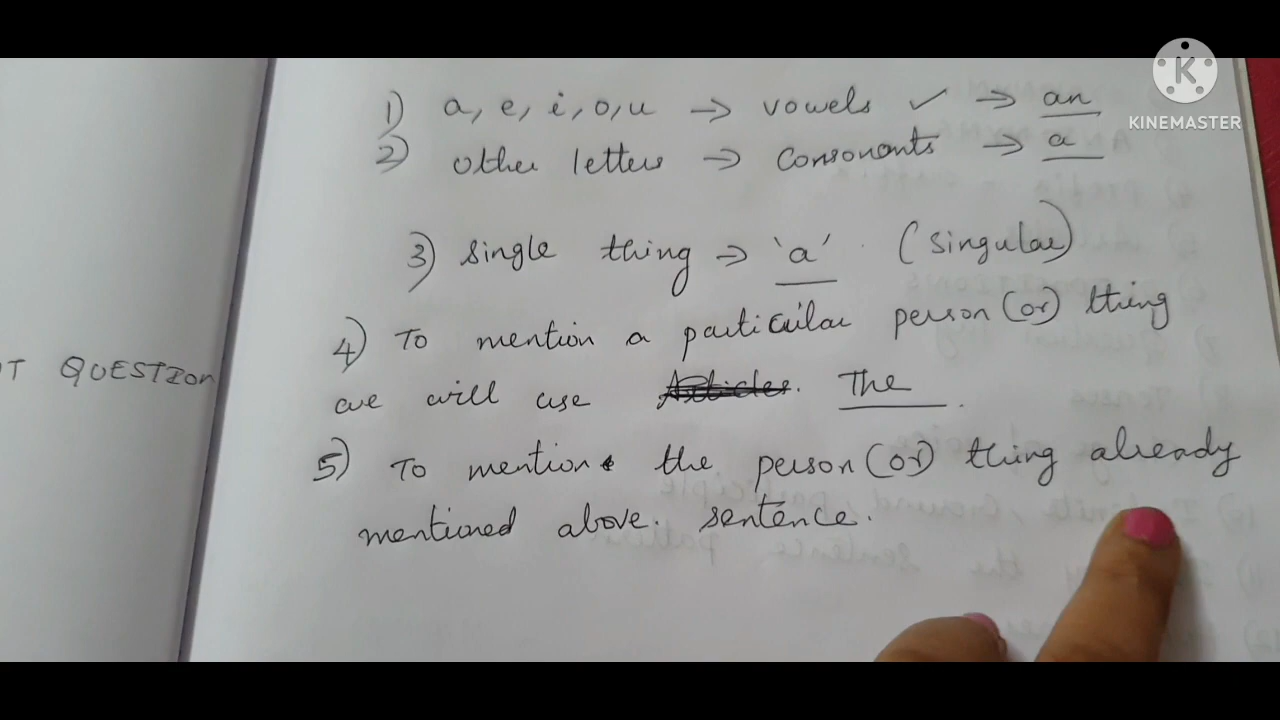 1) a, e, i, o, u → vowels ✓ → an
2) other letters → Consonants → a
3) Single thing → 'a' (singular)
4) To mention a particular person (or) thing
we will use Articles. The.
5) To mention the person (or) thing already
mentioned above. sentence.
T QUESTION
KINEMASTER